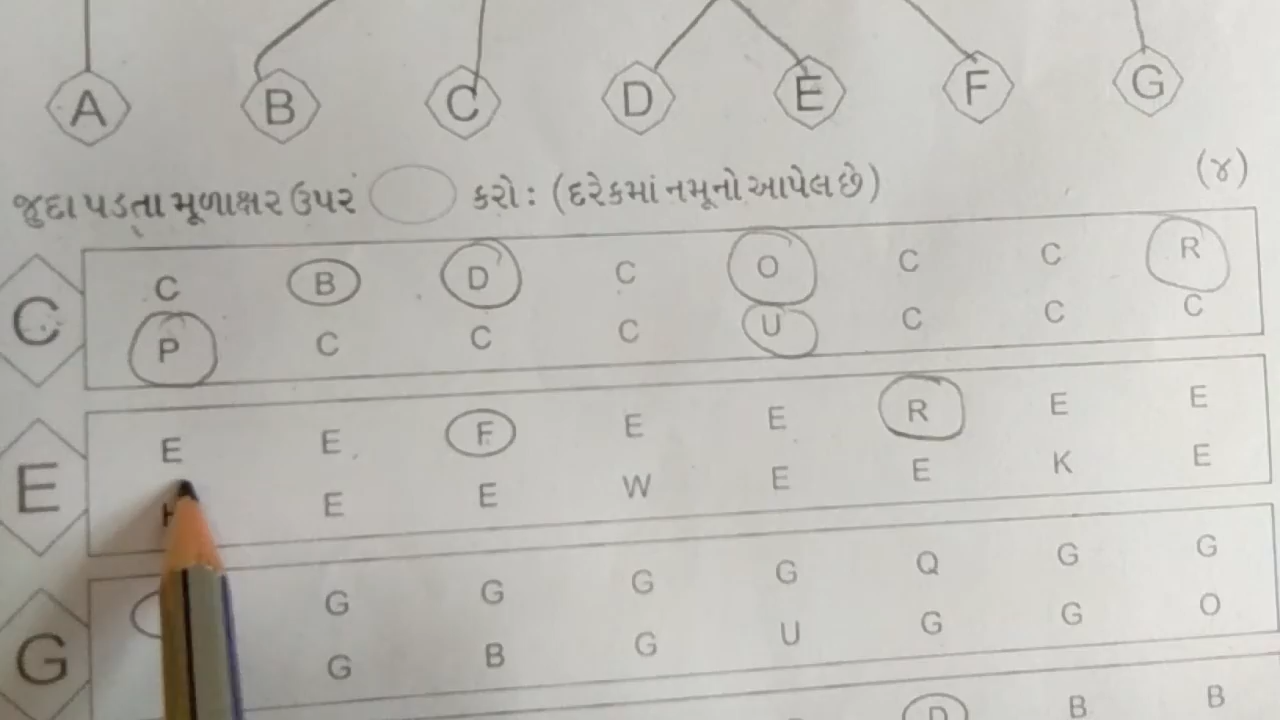 A B C D E F G
જુદા પડતા મૂળાક્ષર ઉપર કરો : (દરેકમાં નમૂનો આપેલ છે) (૪)
C
C B D C O C C R
P C C C U C C C
E
E E F E E R E E
E E W E E K E
G
G G G G Q G G
G B G U G G O
D B B